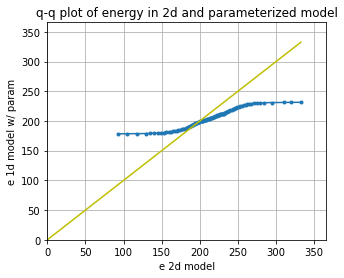 q-q plot of energy in 2d and parameterized model
350
300
250
200
150
100
50
0
e 1d model w/ param
0 50 100 150 200 250 300 350
e 2d model